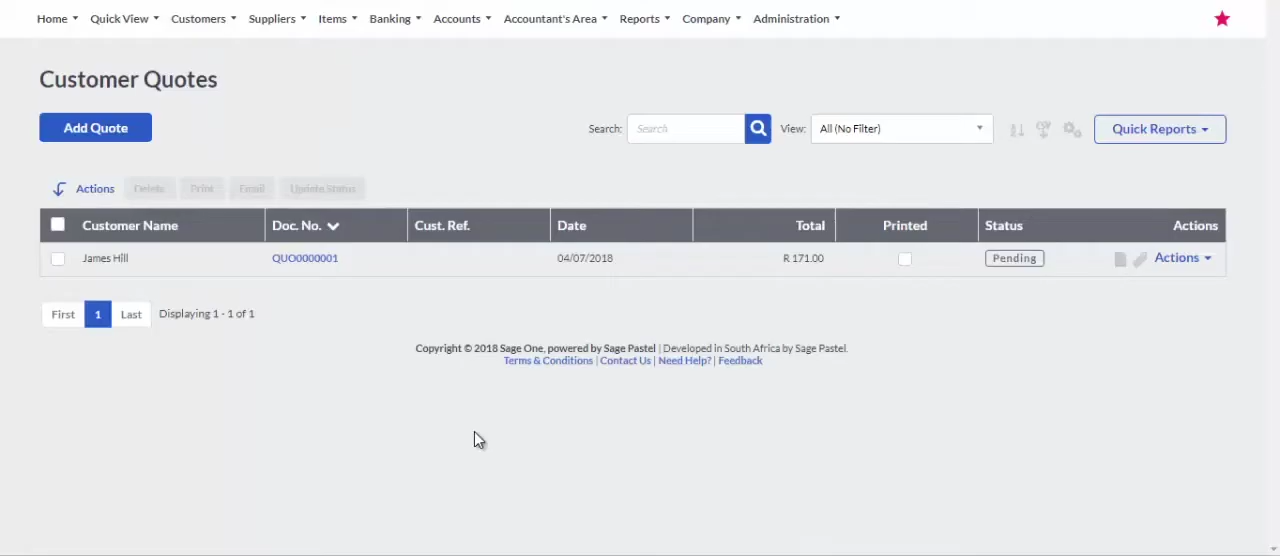 Home Quick View Customers Suppliers Items Banking Accounts Accountant's Area Reports Company Administration
Customer Quotes
Add Quote Search: Search View: All (No Filter) Quick Reports
Actions Delete Print Email Update Status
Customer Name Doc. No. Cust. Ref. Date Total Printed Status Actions
James Hill QUO0000001 04/07/2018 R 171.00 Pending Actions
First 1 Last Displaying 1 - 1 of 1
Copyright © 2018 Sage One, powered by Sage Pastel | Developed in South Africa by Sage Pastel.
Terms & Conditions | Contact Us | Need Help? | Feedback